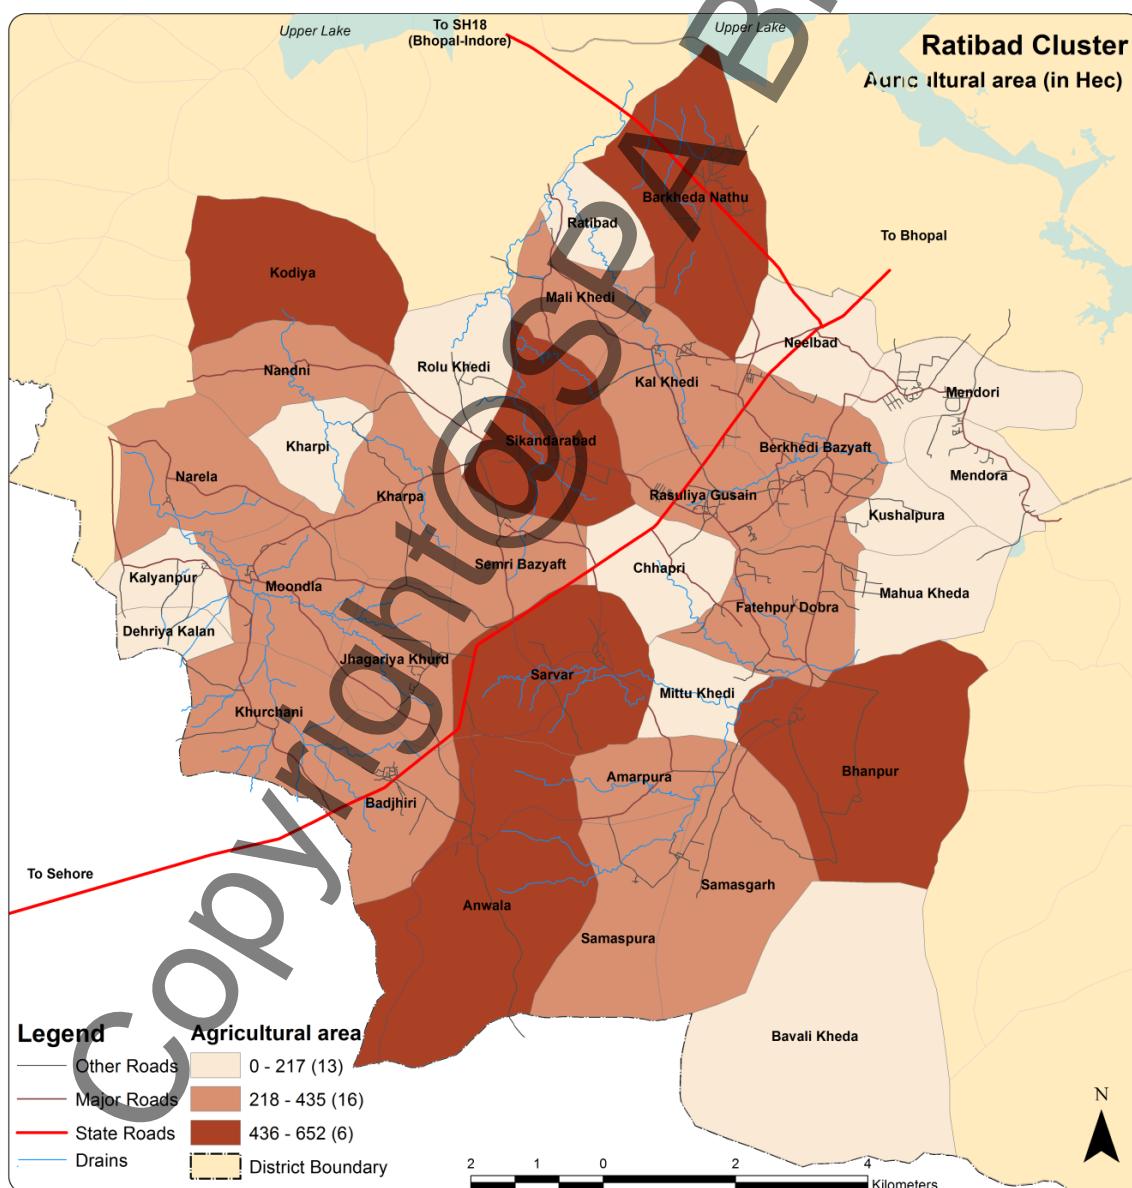 Upper Lake
To SH18
(Bhopal-Indore)
Upper Lake
Ratibad Cluster
Agricultural area (in Hec)
Barkheda Nathu
Ratibad
To Bhopal
Kodiya
Mali Khedi
Neelbad
Nandni
Rolu Khedi
Kal Khedi
Mendori
Kharpi
Sikandarabad
Berkhedi Bazyaft
Narela
Kharpa
Rasuliya Gusain
Mendora
Kushalpura
Semri Bazyaft
Chhapri
Kalyanpur
Moondla
Mahua Kheda
Fatehpur Dobra
Dehriya Kalan
Jhagariya Khurd
Sarvar
Mittu Khedi
Khurchani
Bhanpur
Amarpura
Badjhiri
To Sehore
Samasgarh
Anwala
Samaspura
Bavali Kheda
Legend
Other Roads
Major Roads
State Roads
Drains
Agricultural area
0 - 217 (13)
218 - 435 (16)
436 - 652 (6)
District Boundary
2 1 0 2 4
Kilometers
N
Copyright@SPA B